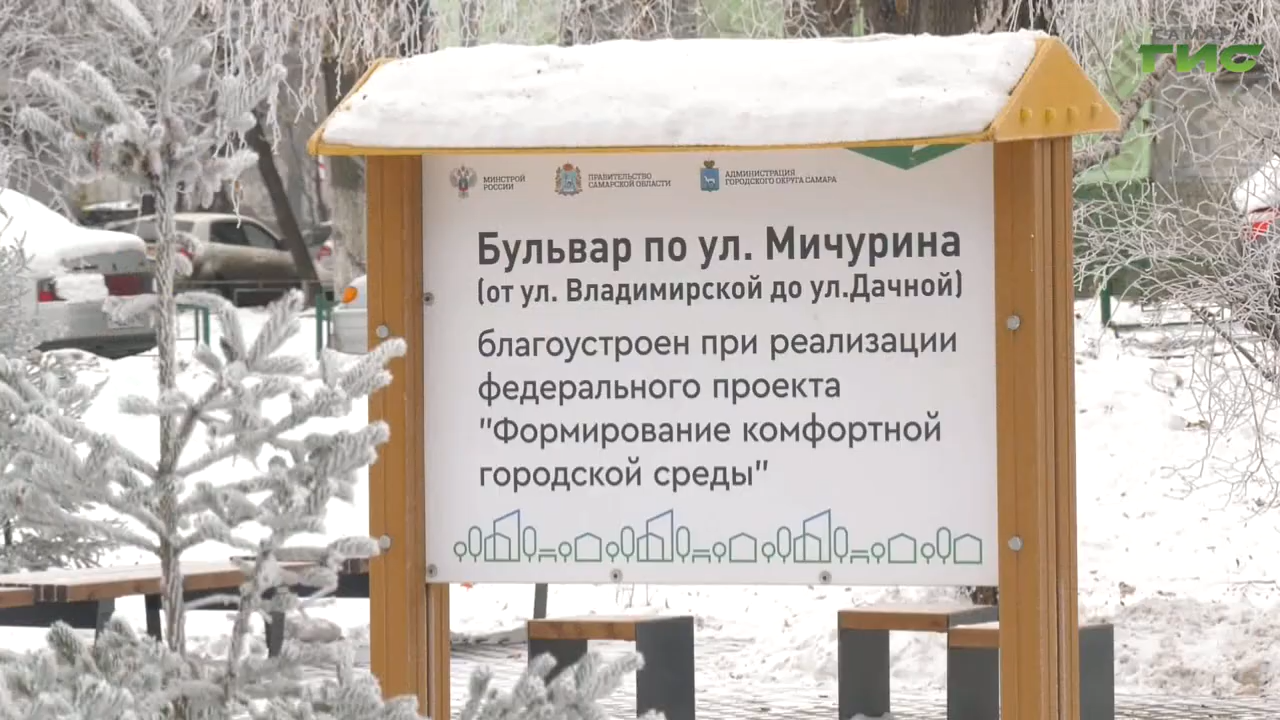 САМАРА
ГИС
МИНСТРОЙ
РОССИИ
ПРАВИТЕЛЬСТВО
САМАРСКОЙ ОБЛАСТИ
АДМИНИСТРАЦИЯ
ГОРОДСКОГО ОКРУГА САМАРА
Бульвар по ул. Мичурина
(от ул. Владимирской до ул.Дачной)
благоустроен при реализации
федерального проекта
"Формирование комфортной
городской среды"